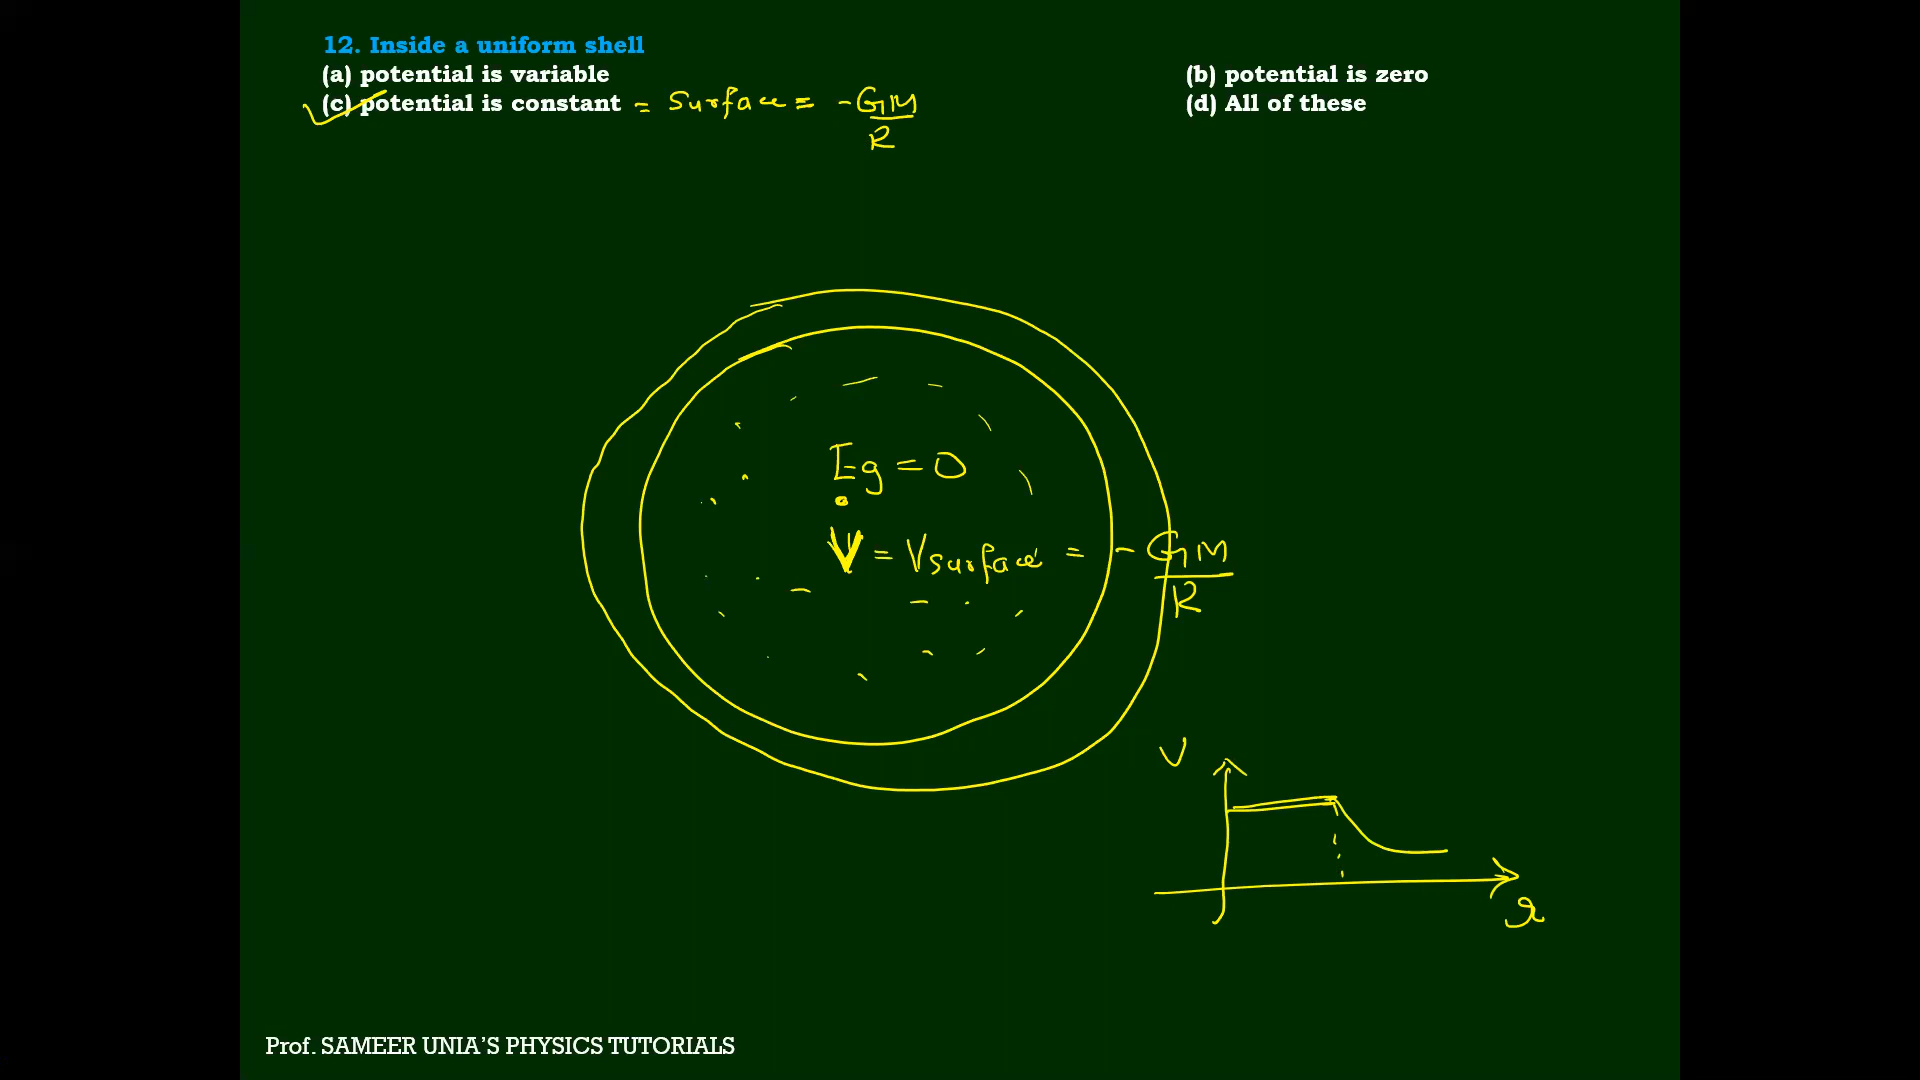 12. Inside a uniform shell
(a) potential is variable
(b) potential is zero
(c) potential is constant = Surface = -GM/R
(d) All of these
Eg = 0
V = Vsurface = -GM/R
V
r
Prof. SAMEER UNIA'S PHYSICS TUTORIALS